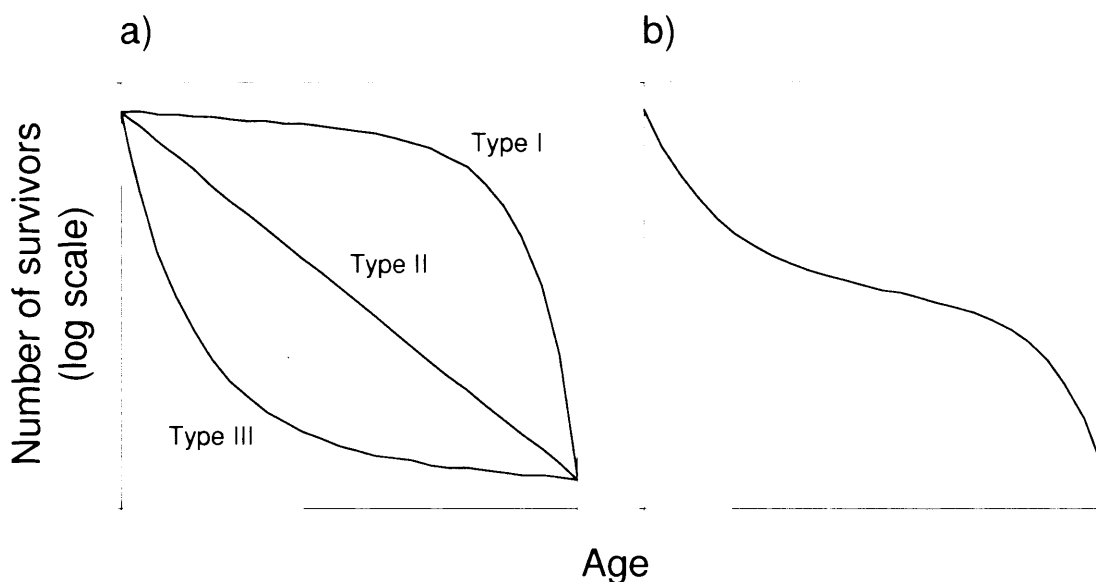 a)
b)
Number of survivors
(log scale)
Type I
Type II
Type III
Age